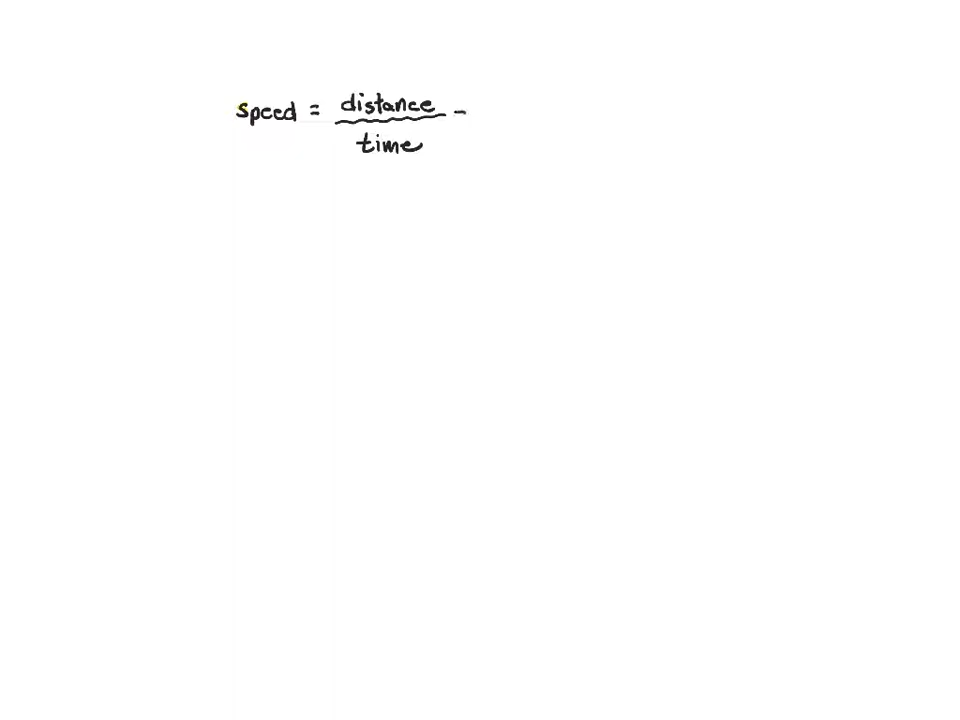 speed = distance / time -